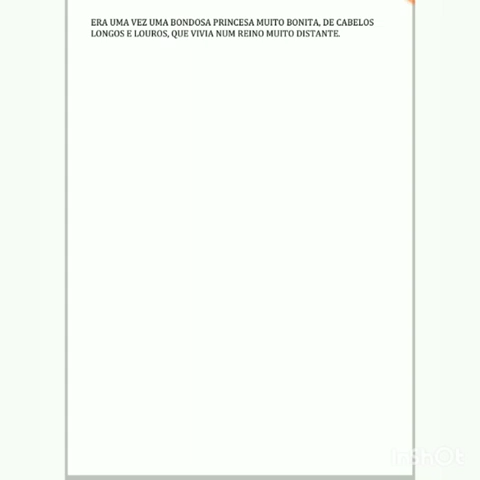 ERA UMA VEZ UMA BONDOSA PRINCESA MUITO BONITA, DE CABELOS
LONGOS E LOUROS, QUE VIVIA NUM REINO MUITO DISTANTE.
InShOt